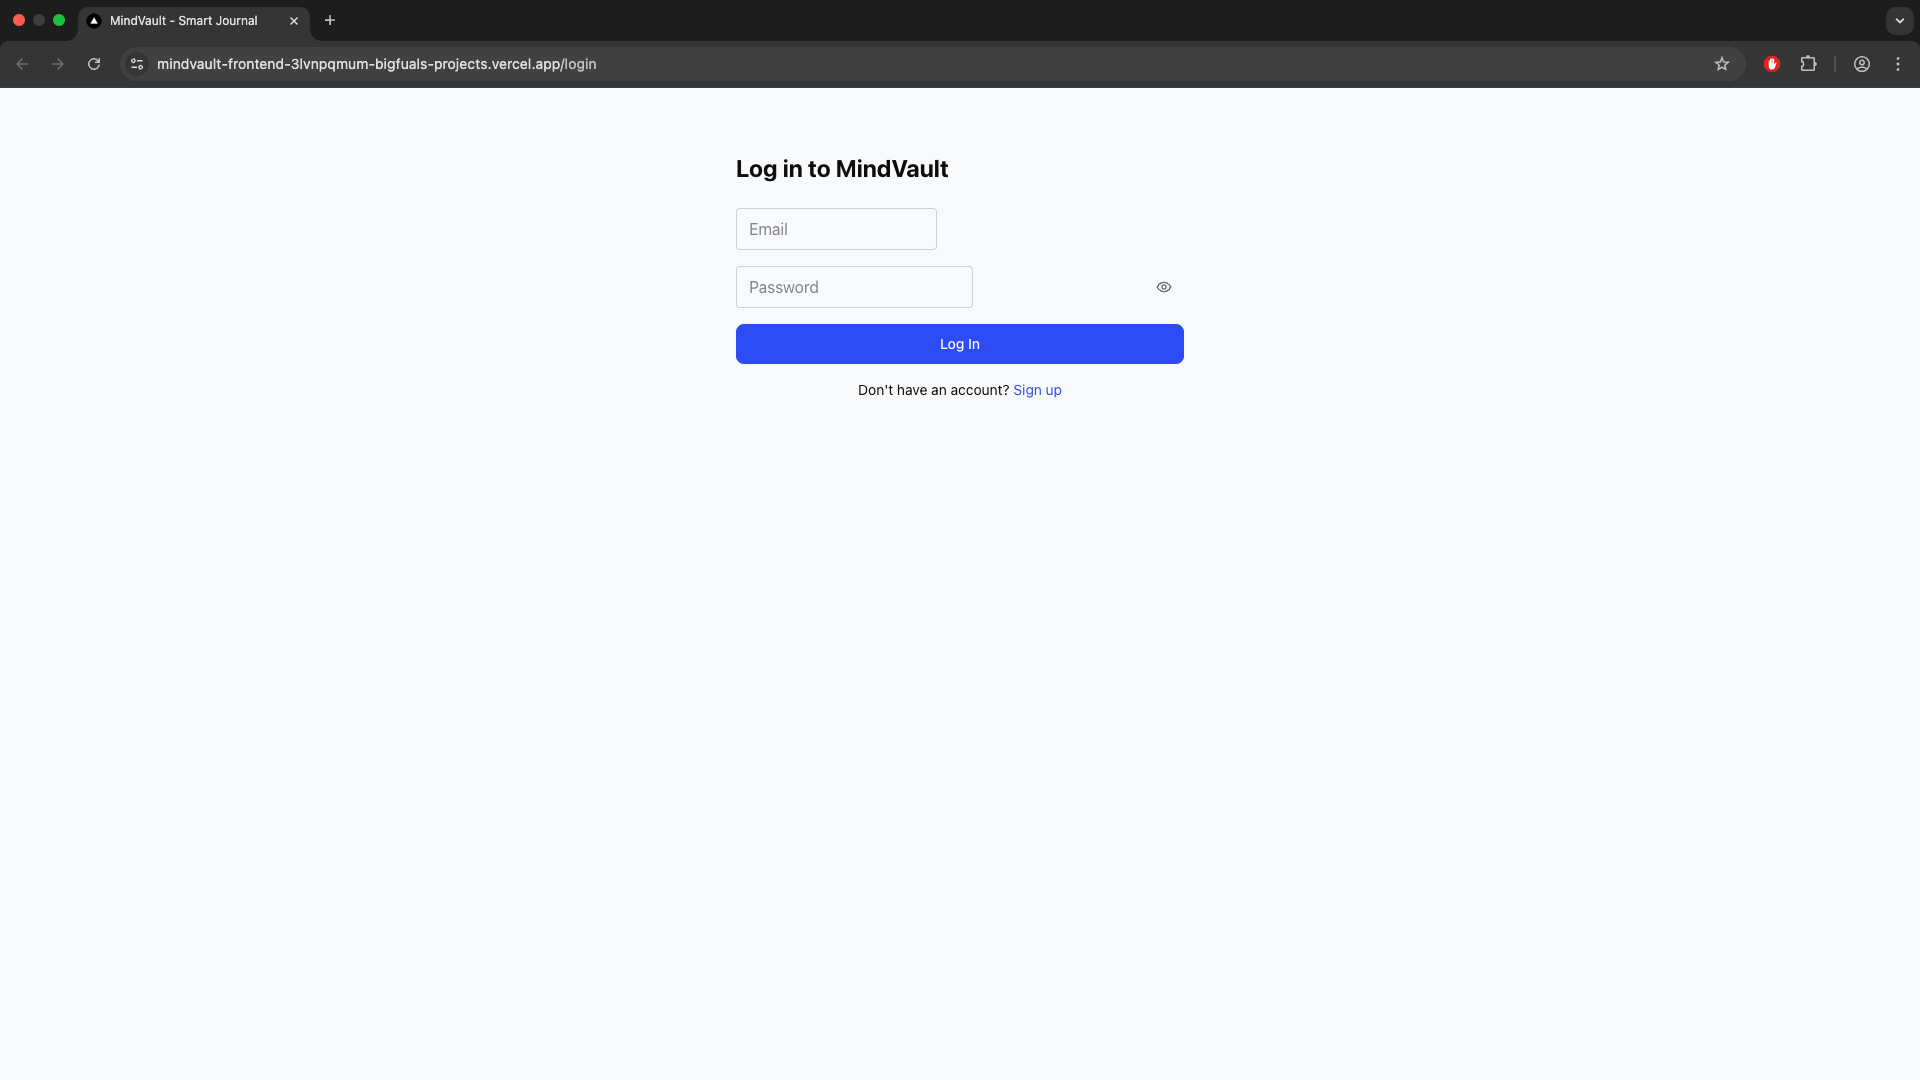 MindVault - Smart Journal
mindvault-frontend-3lvnpqmum-bigfuals-projects.vercel.app/login
Log in to MindVault
Email
Password
Log In
Don't have an account? Sign up